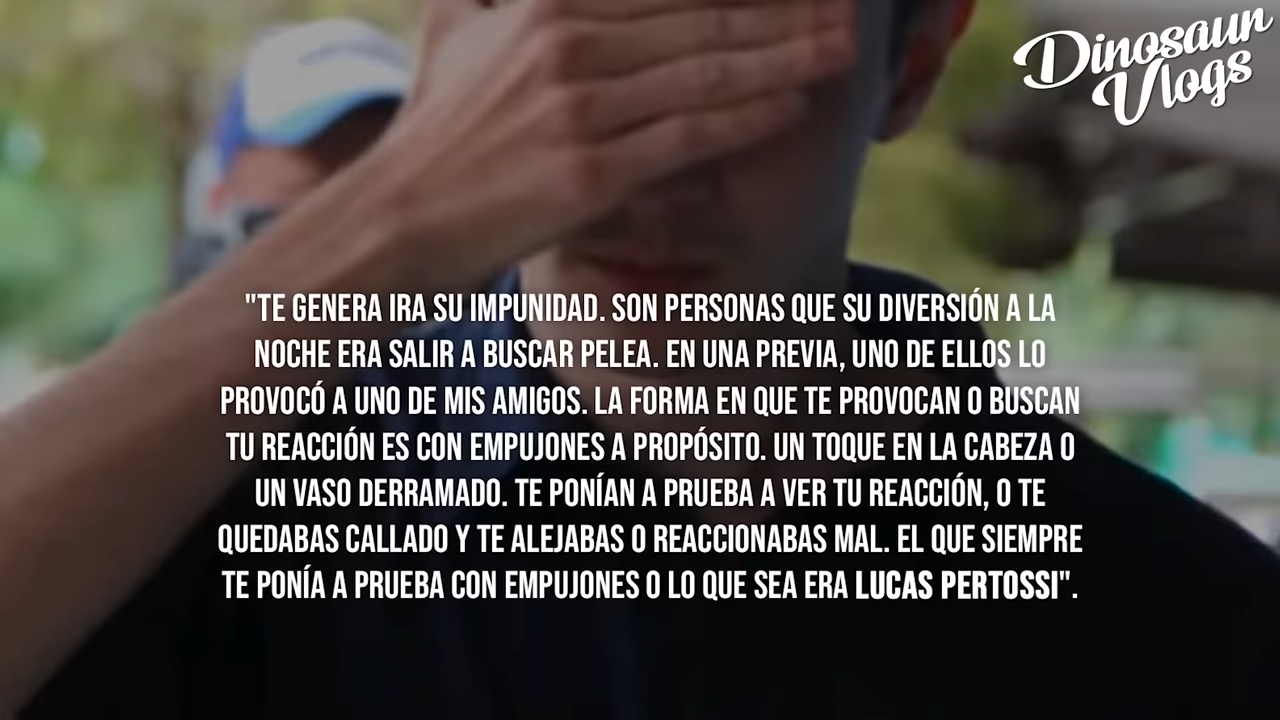 Dinosaur
Vlogs
"TE GENERA IRA SU IMPUNIDAD. SON PERSONAS QUE SU DIVERSIÓN A LA
NOCHE ERA SALIR A BUSCAR PELEA. EN UNA PREVIA, UNO DE ELLOS LO
PROVOCÓ A UNO DE MIS AMIGOS. LA FORMA EN QUE TE PROVOCAN O BUSCAN
TU REACCIÓN ES CON EMPUJONES A PROPÓSITO. UN TOQUE EN LA CABEZA O
UN VASO DERRAMADO. TE PONÍAN A PRUEBA A VER TU REACCIÓN, O TE
QUEDABAS CALLADO Y TE ALEJABAS O REACCIONABAS MAL. EL QUE SIEMPRE
TE PONÍA A PRUEBA CON EMPUJONES O LO QUE SEA ERA LUCAS PERTOSSI".